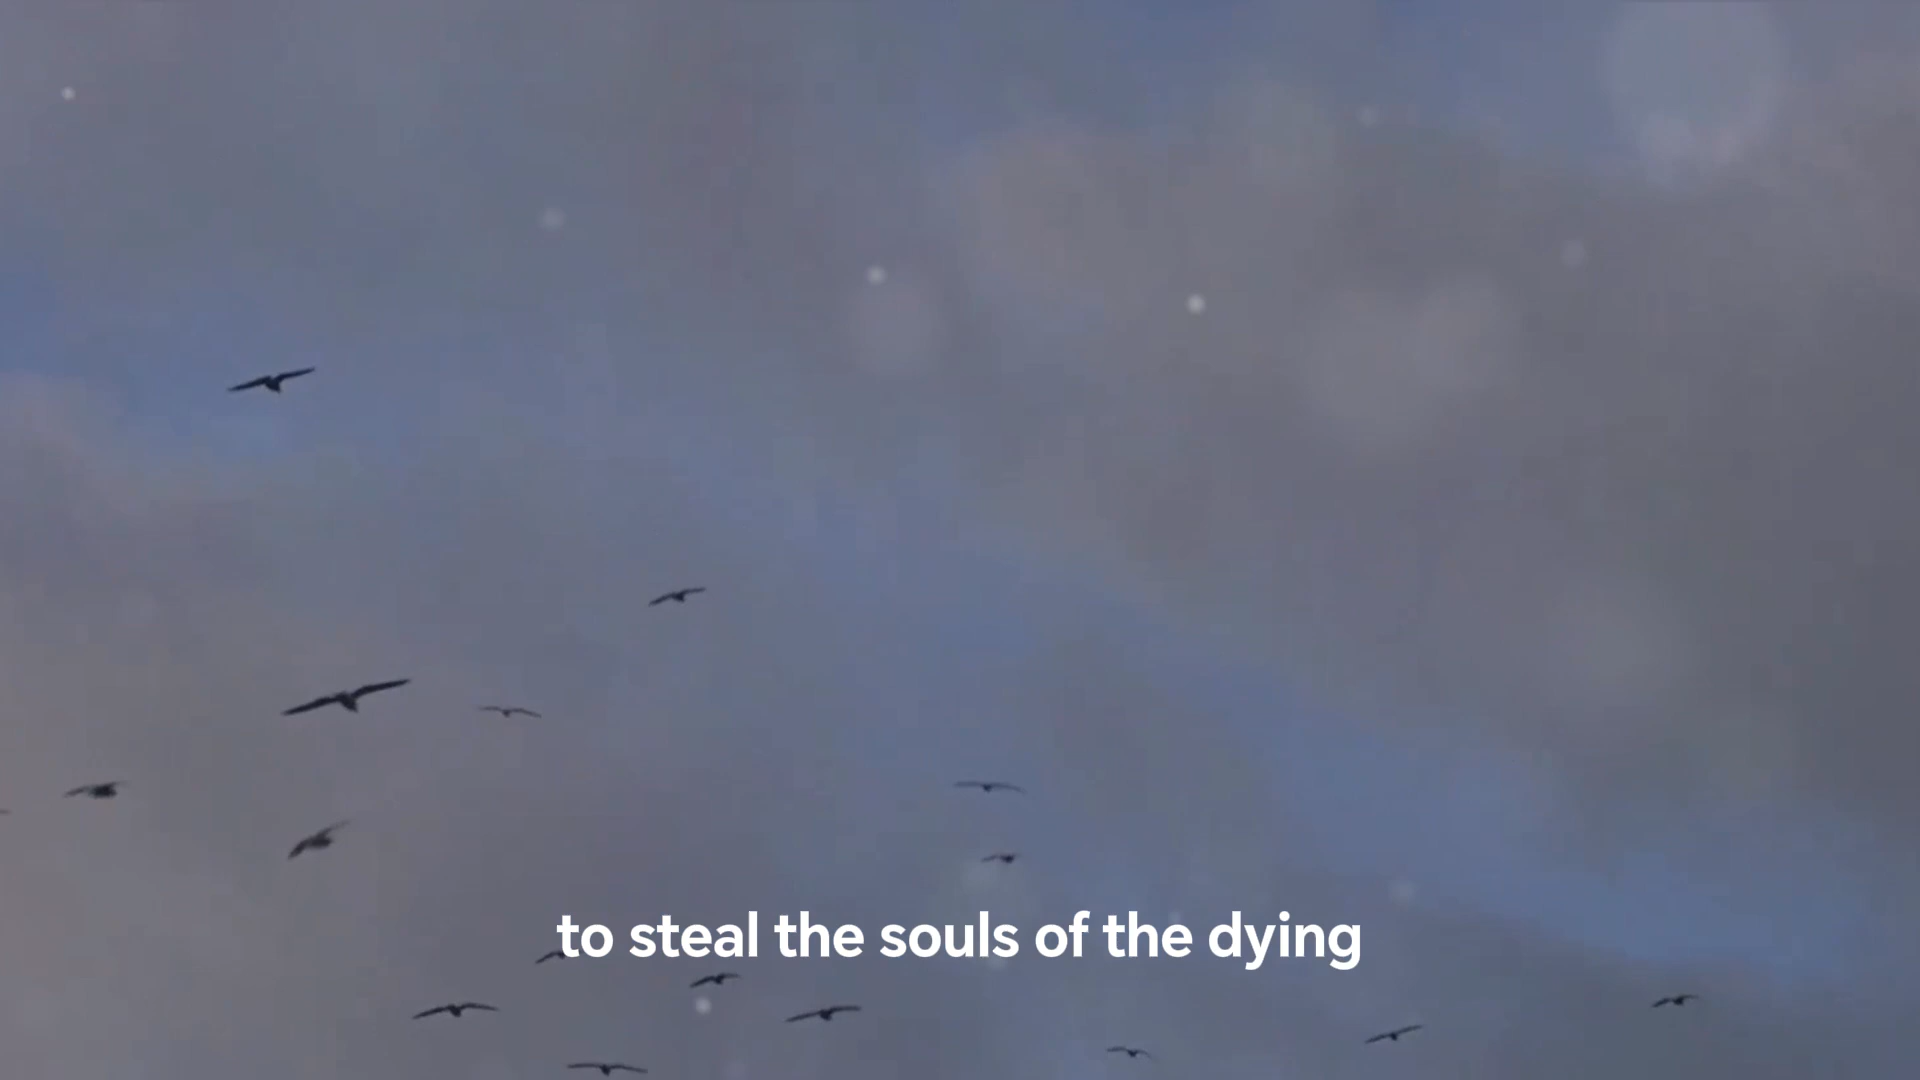 to steal the souls of the dying